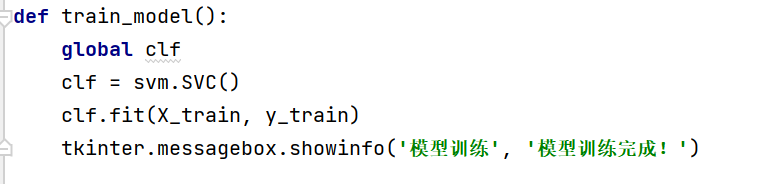 def train_model():
    global clf
    clf = svm.SVC()
    clf.fit(X_train, y_train)
    tkinter.messagebox.showinfo('模型训练', '模型训练完成！')